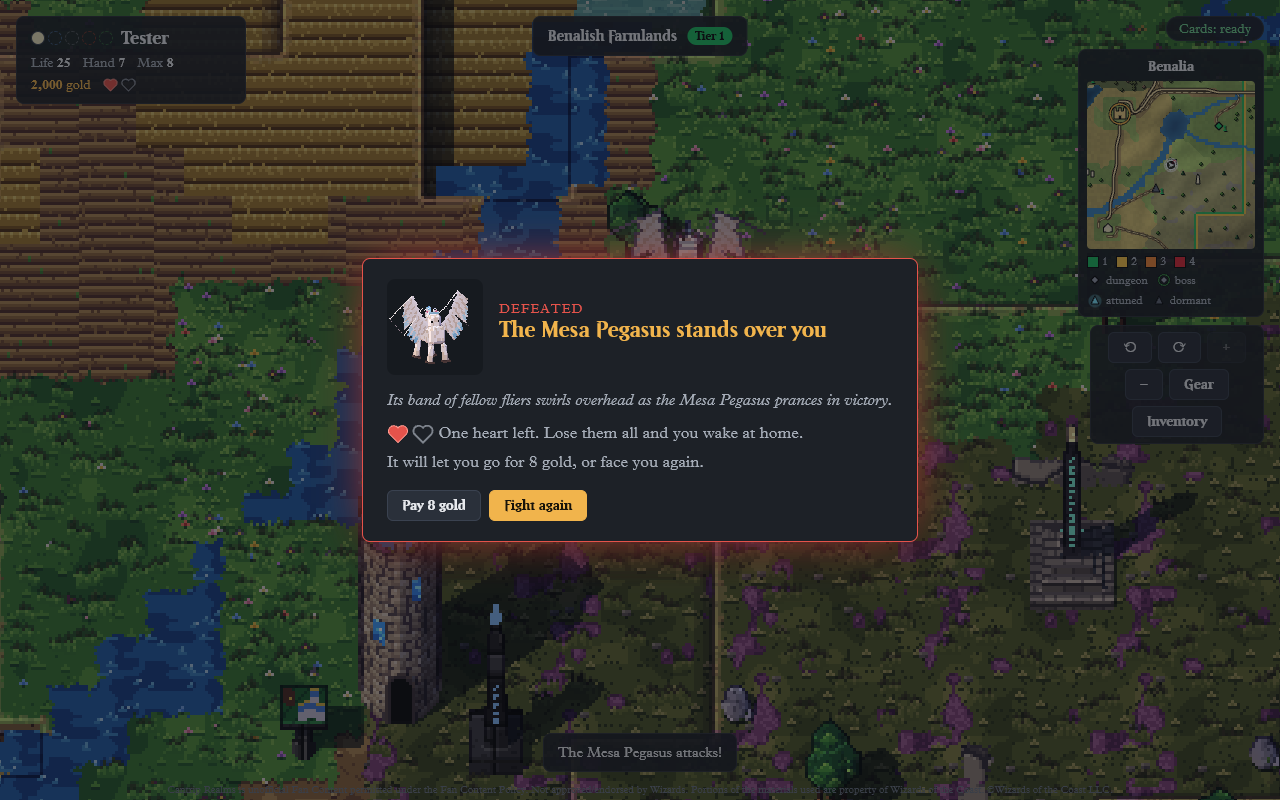 Tester
Life 25 Hand 7 Max 8
2,000 gold
Benalish Farmlands Tier 1
Cards: ready
Benalia
1 2 3 4
dungeon boss
attuned dormant
Gear
Inventory
DEFEATED
The Mesa Pegasus stands over you
Its band of fellow fliers swirls overhead as the Mesa Pegasus prances in victory.
One heart left. Lose them all and you wake at home.
It will let you go for 8 gold, or face you again.
Pay 8 gold Fight again
The Mesa Pegasus attacks!